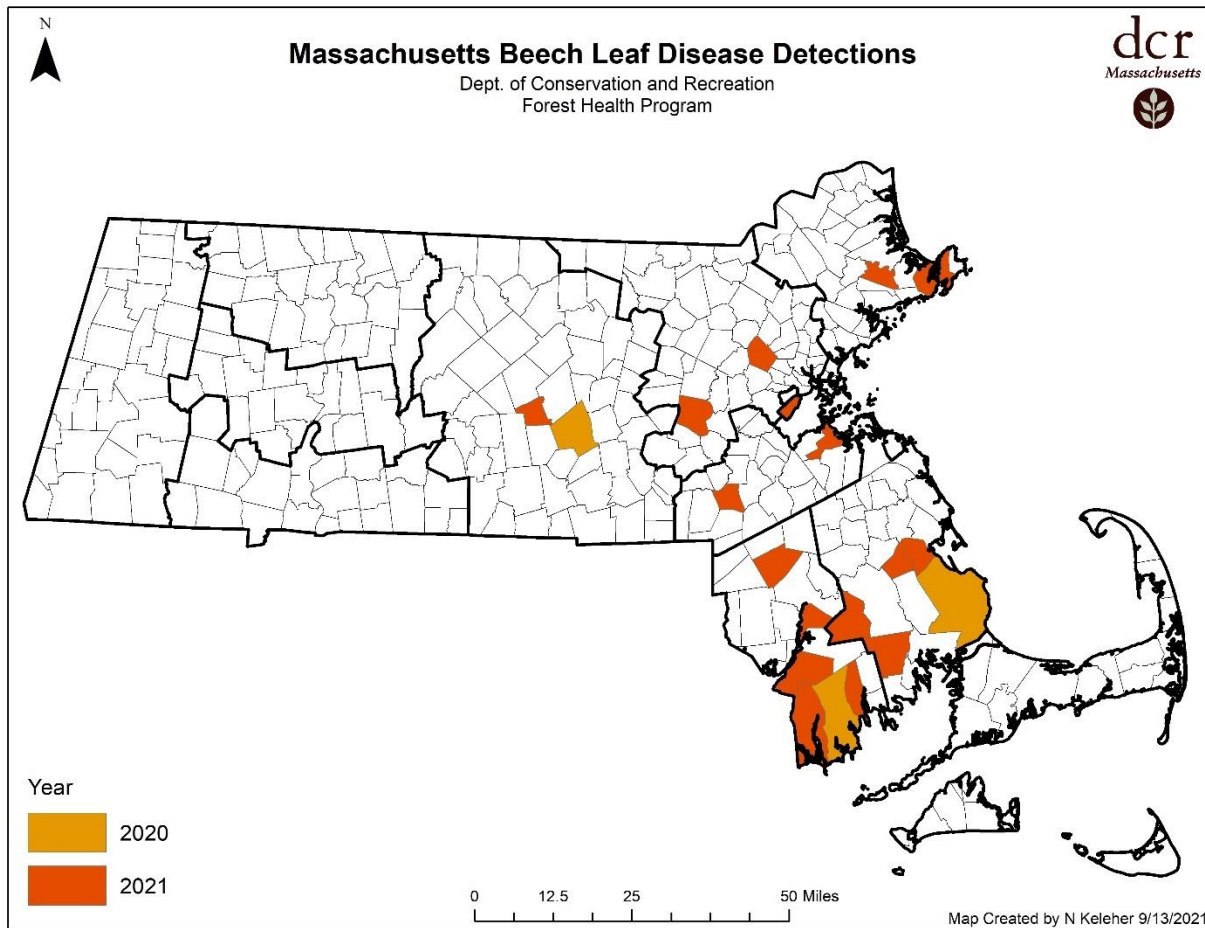 N
Massachusetts Beech Leaf Disease Detections
Dept. of Conservation and Recreation
Forest Health Program
dcr
Massachusetts
Year
2020
2021
0 12.5 25 50 Miles
Map Created by N Keleher 9/13/2021